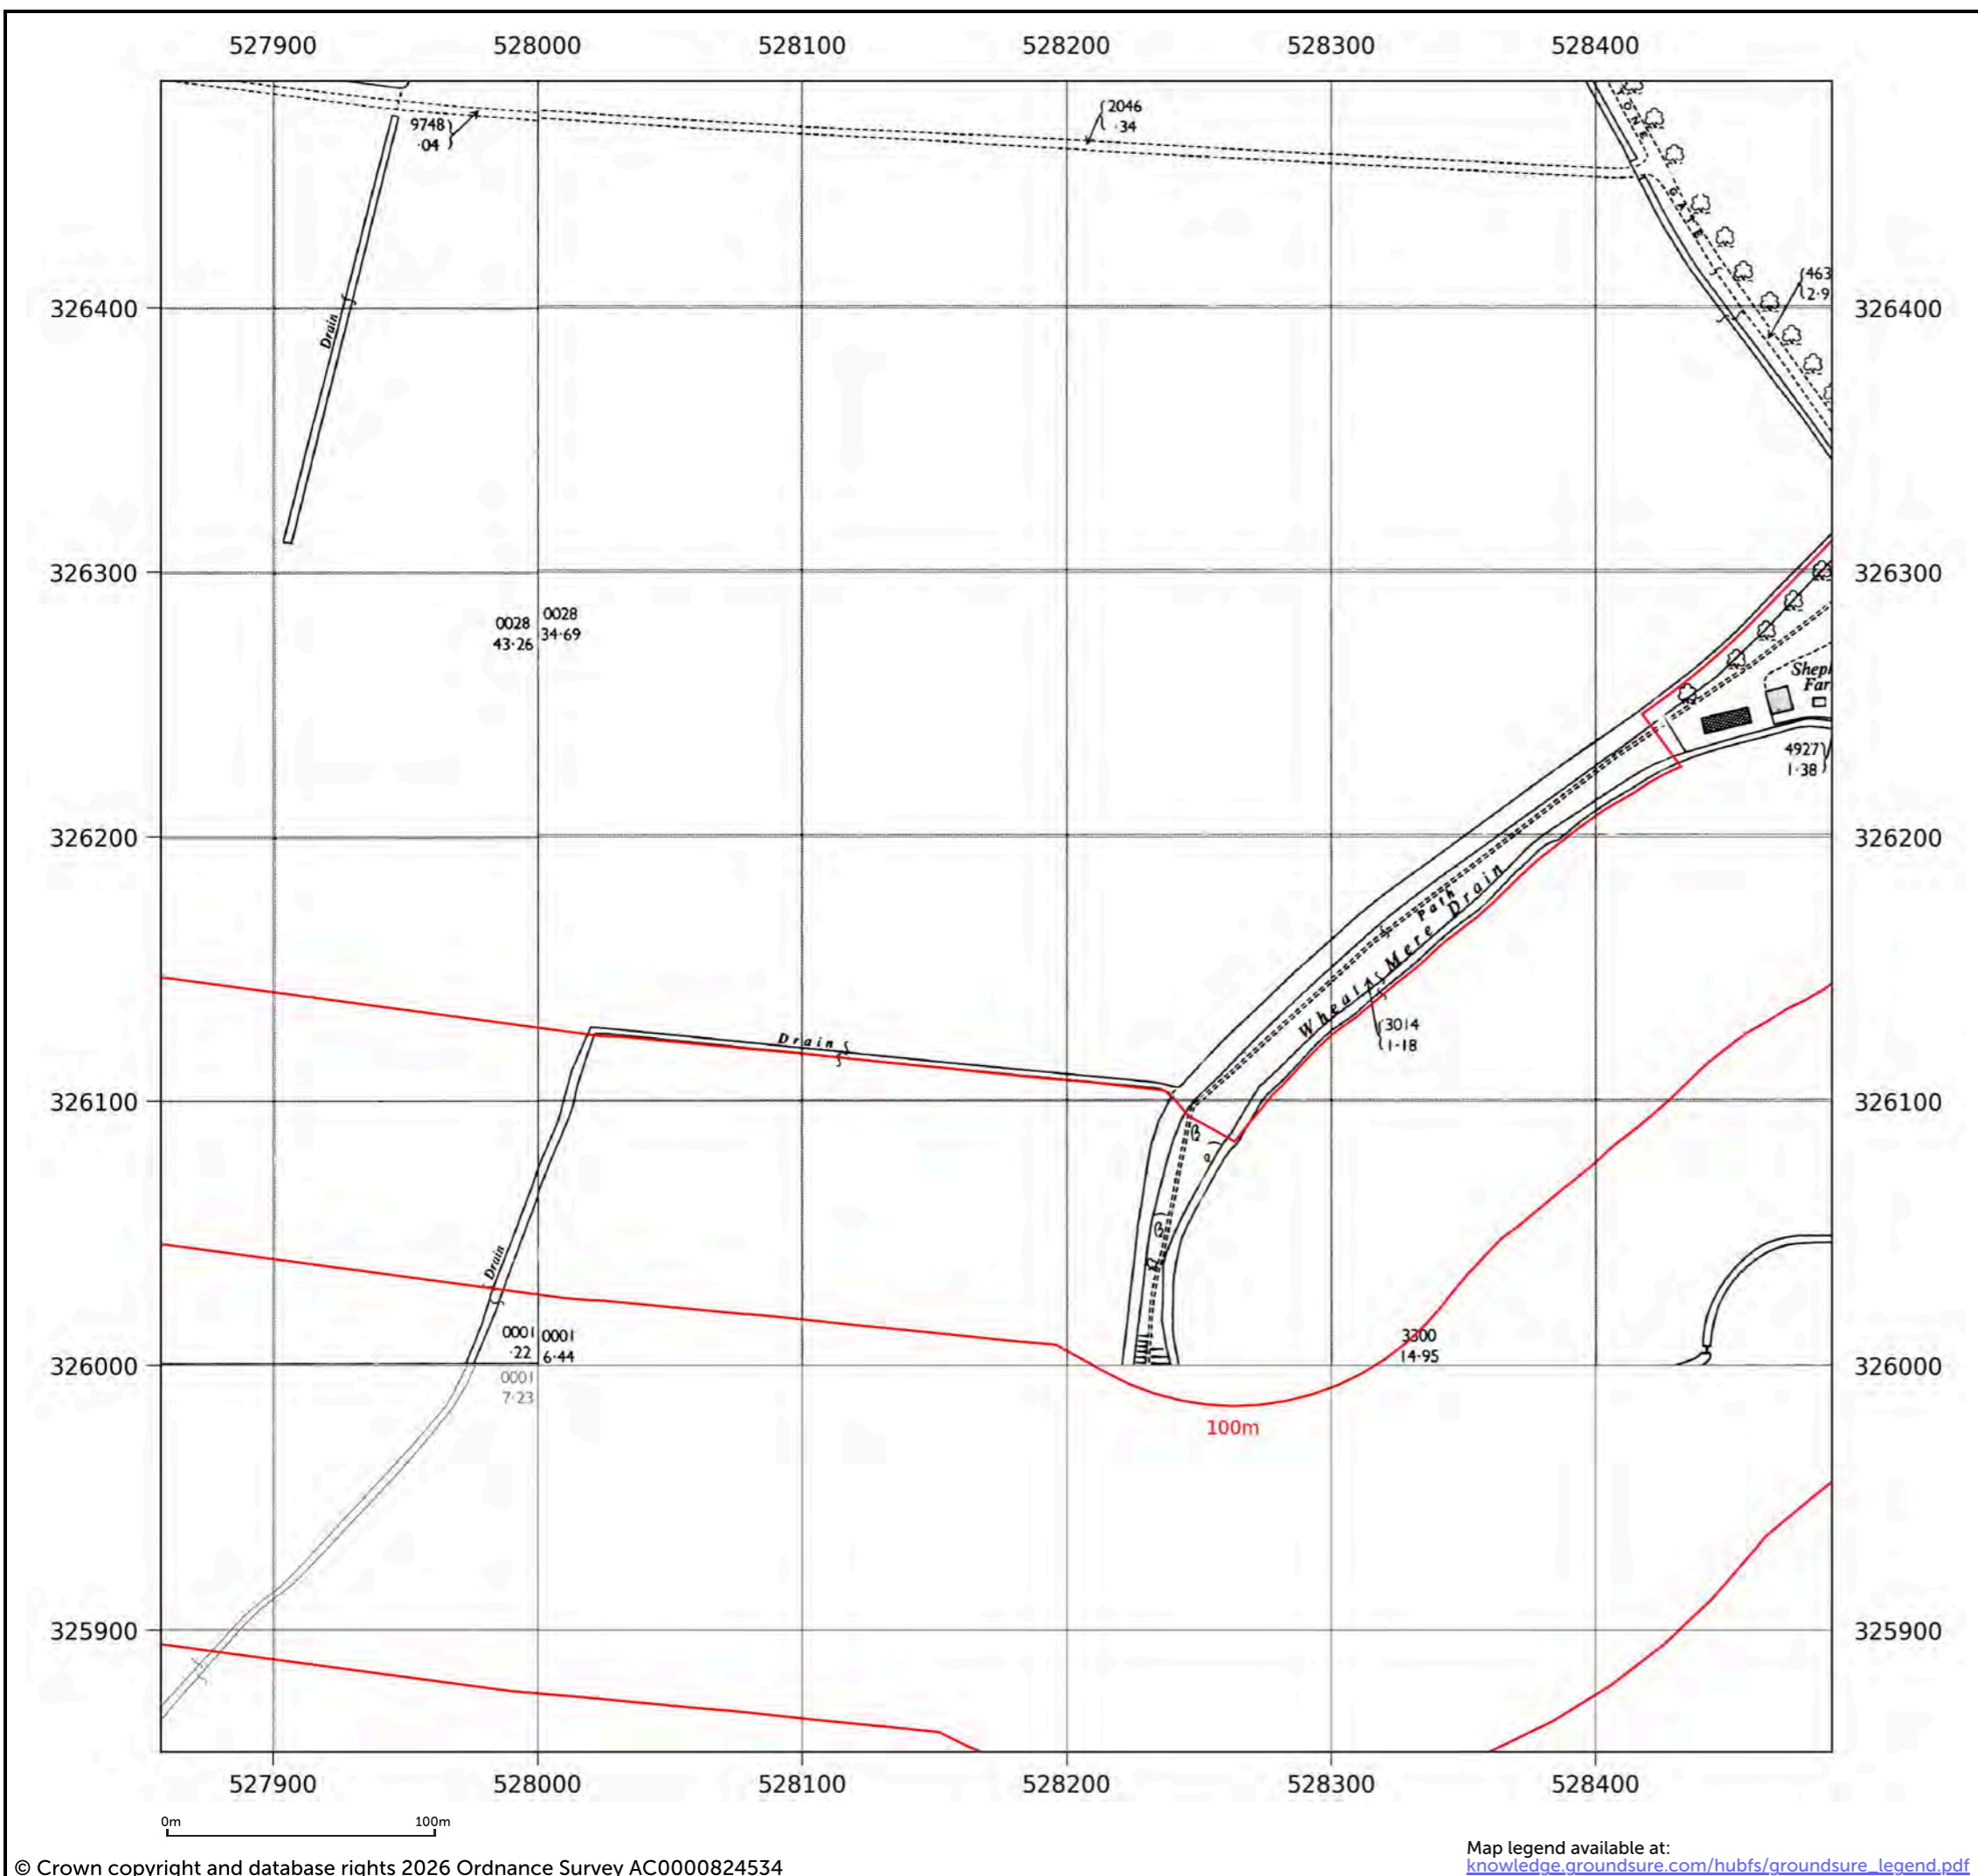 527900 528000 528100 528200 528300 528400
9748
·04
2046
·34
TONGE GATE
463
2·9
326400 326400
Drain
326300 326300
0028 0028
43·26 34·69
Shep
Far
4927
1·38
326200 326200
Path
Wheat Mere Drain
3014
1·18
Drain
326100 326100
Drain
0001 0001
·22 6·44
3300
14·95
326000 326000
0001
7·23
100m
325900 325900
527900 528000 528100 528200 528300 528400
0m 100m
© Crown copyright and database rights 2026 Ordnance Survey AC0000824534
Map legend available at:
knowledge.groundsure.com/hubfs/groundsure_legend.pdf